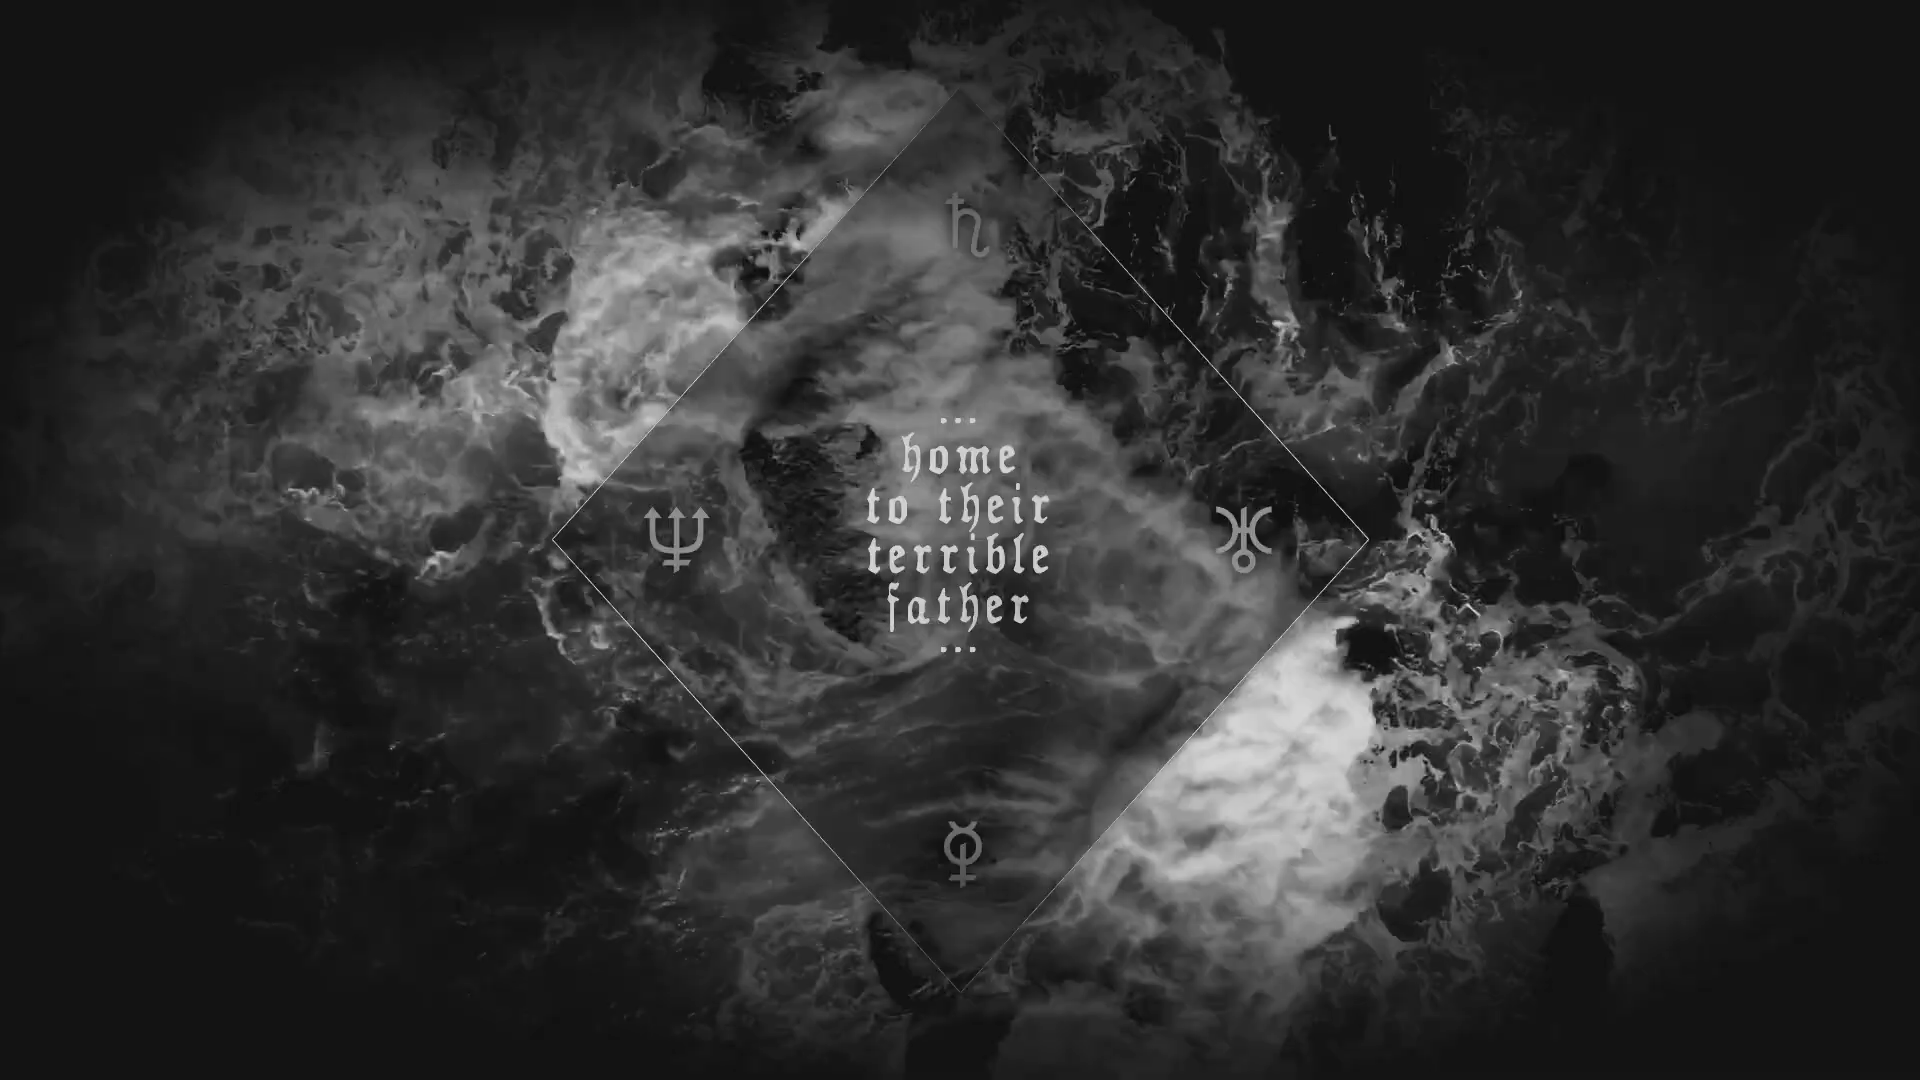 ...
home
to their
terrible
father
...